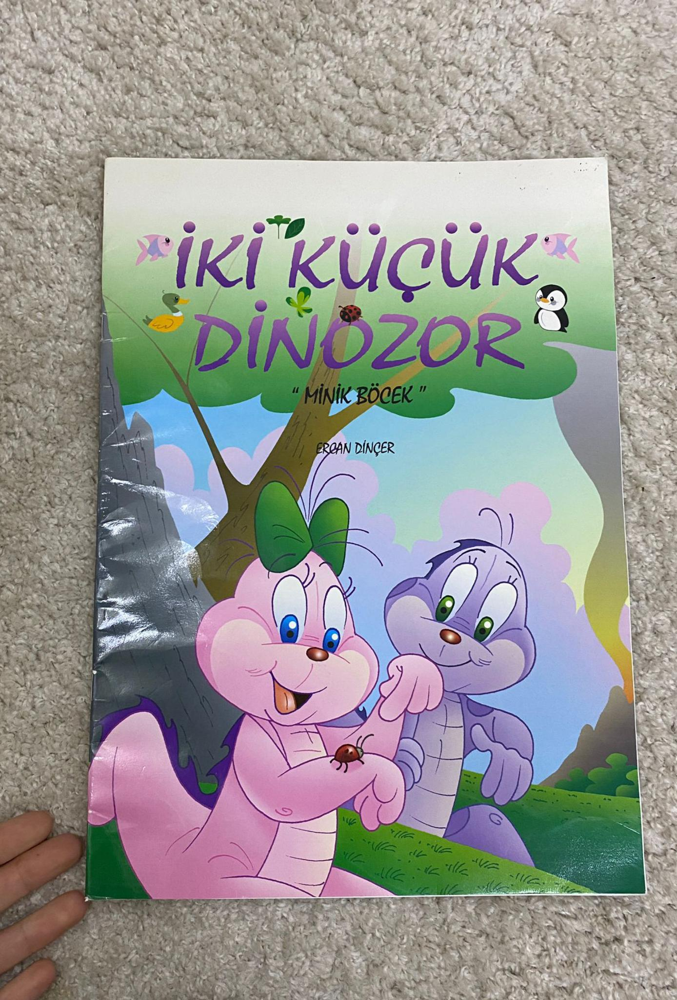 İKİ KÜÇÜK
DİNOZOR
“ MİNİK BÖCEK ”
ERCAN DİNÇER